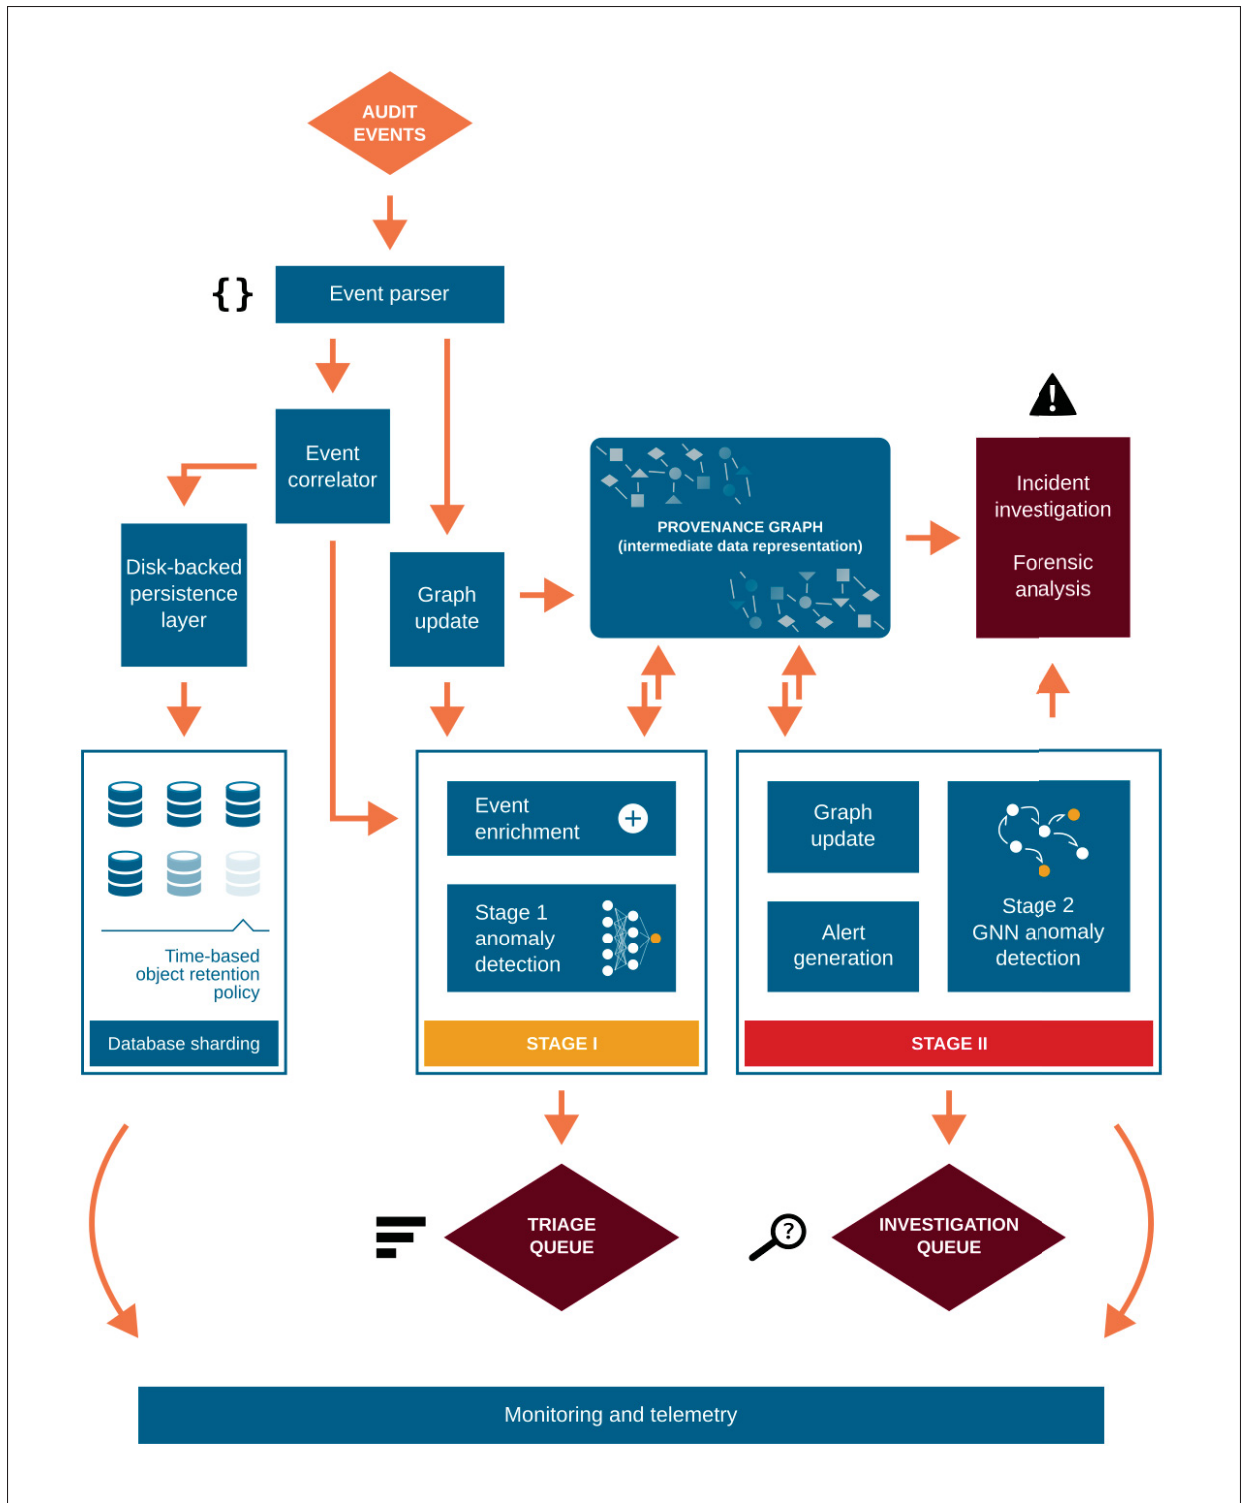 AUDIT
EVENTS
{}
Event parser
Event
correlator
Disk-backed
persistence
layer
Graph
update
PROVENANCE GRAPH
(intermediate data representation)
Incident
investigation
Forensic
analysis
Time-based
object retention
policy
Database sharding
Event
enrichment
Stage 1
anomaly
detection
STAGE I
Graph
update
Alert
generation
Stage 2
GNN anomaly
detection
STAGE II
TRIAGE
QUEUE
?
INVESTIGATION
QUEUE
Monitoring and telemetry